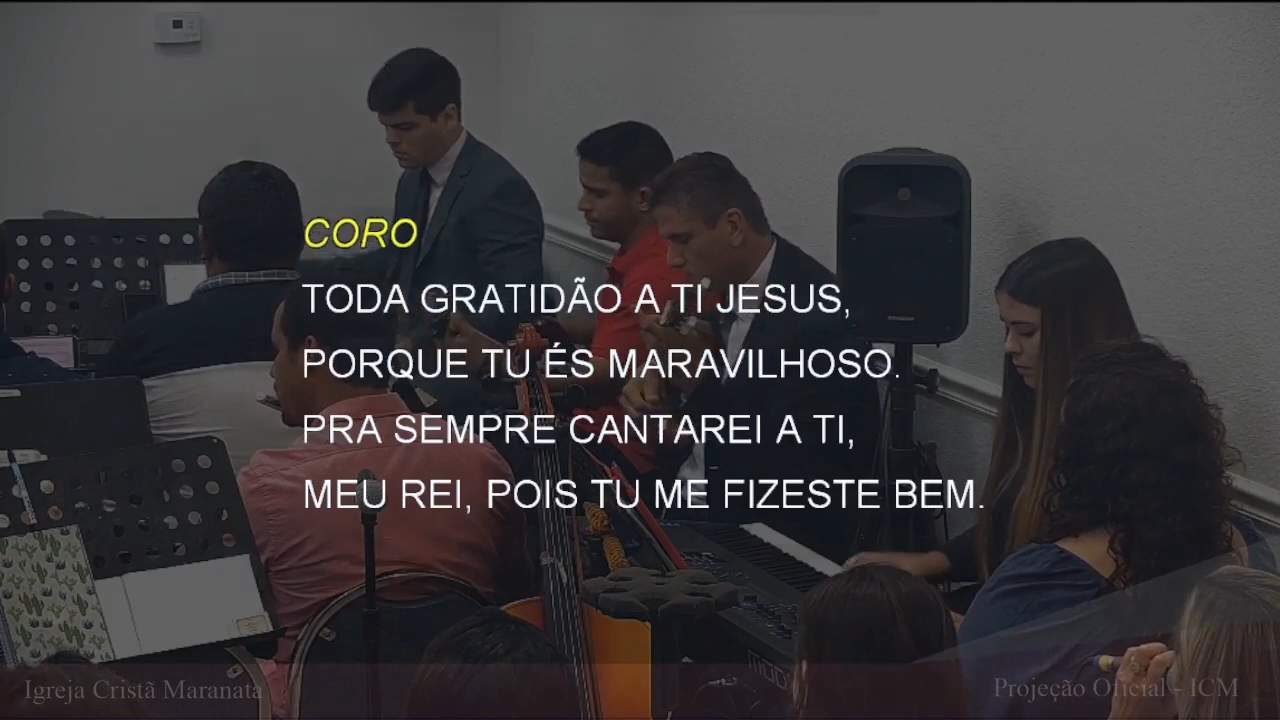 CORO
TODA GRATIDÃO A TI JESUS,
PORQUE TU ÉS MARAVILHOSO.
PRA SEMPRE CANTAREI A TI,
MEU REI, POIS TU ME FIZESTE BEM.
Igreja Cristã Maranata
Projeção Oficial - ICM